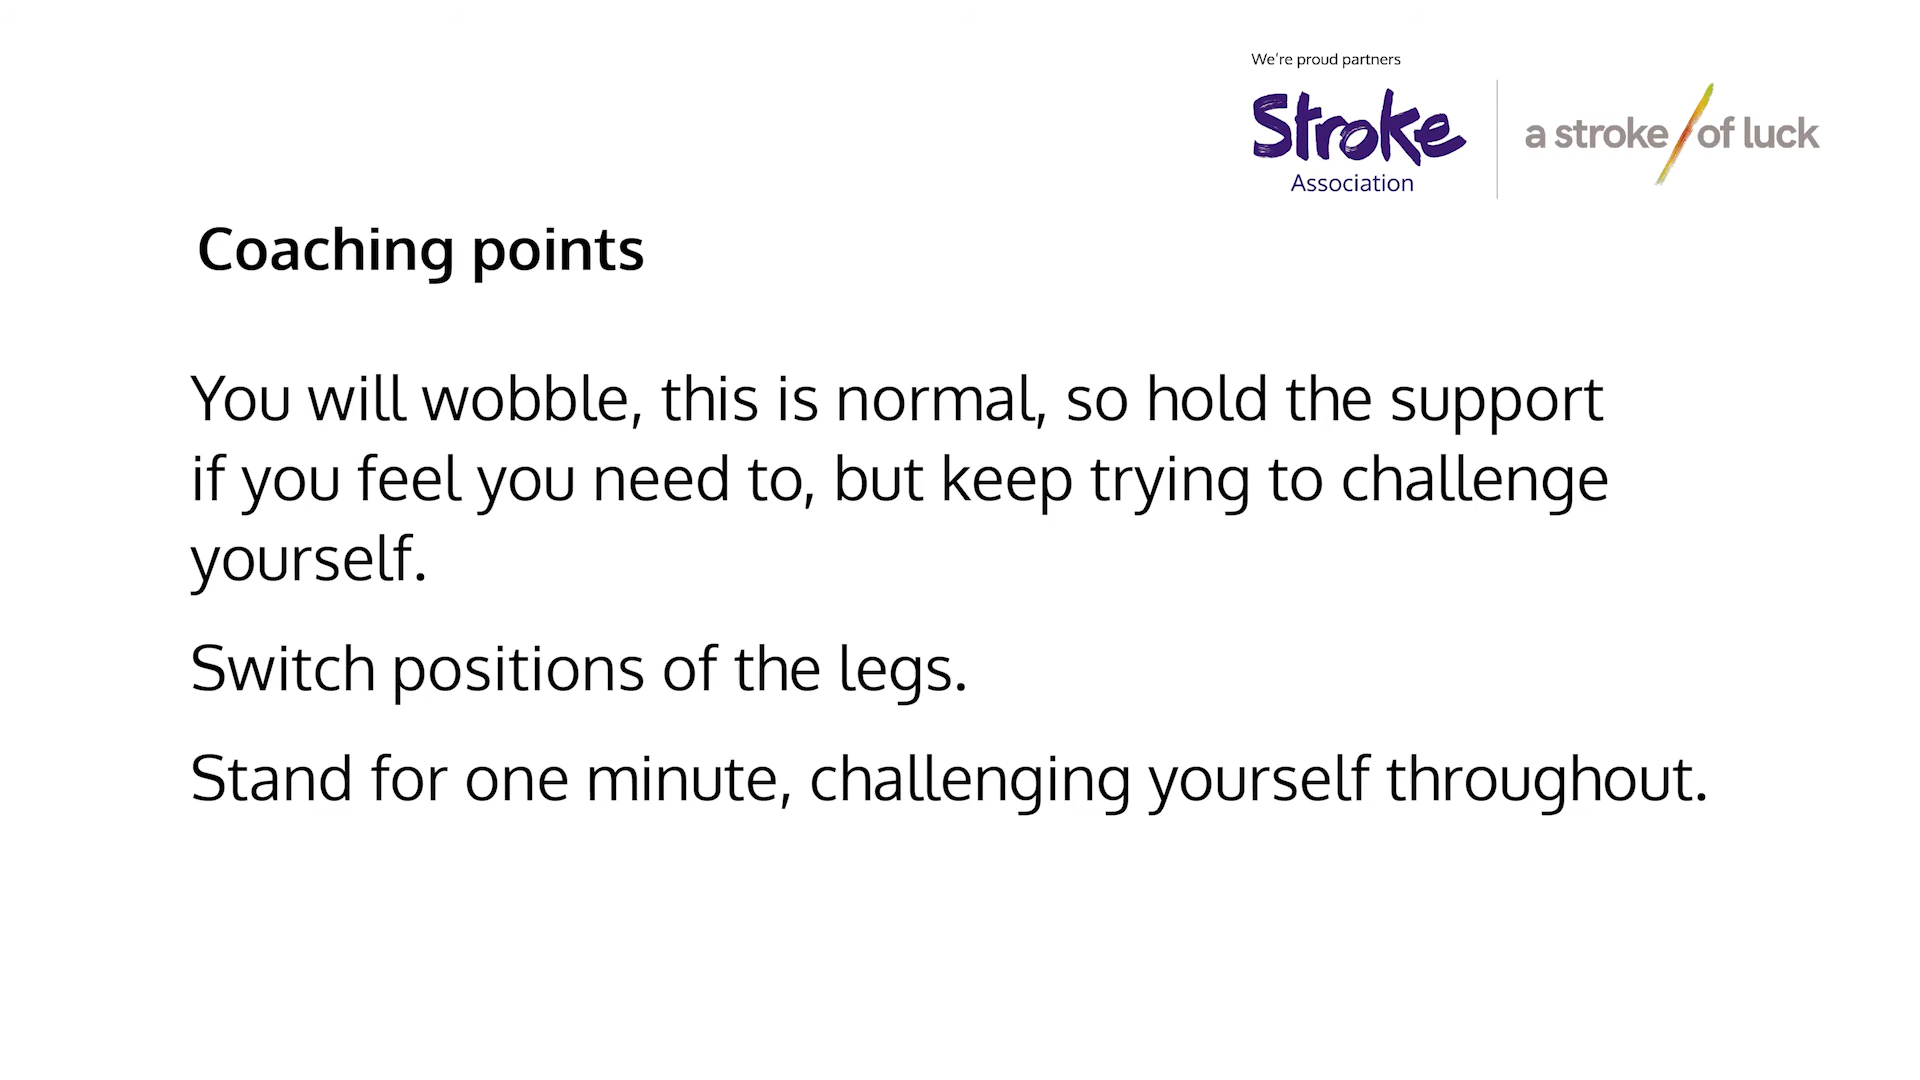 We're proud partners
Stroke
Association
a stroke of luck
Coaching points
You will wobble, this is normal, so hold the support
if you feel you need to, but keep trying to challenge
yourself.
Switch positions of the legs.
Stand for one minute, challenging yourself throughout.